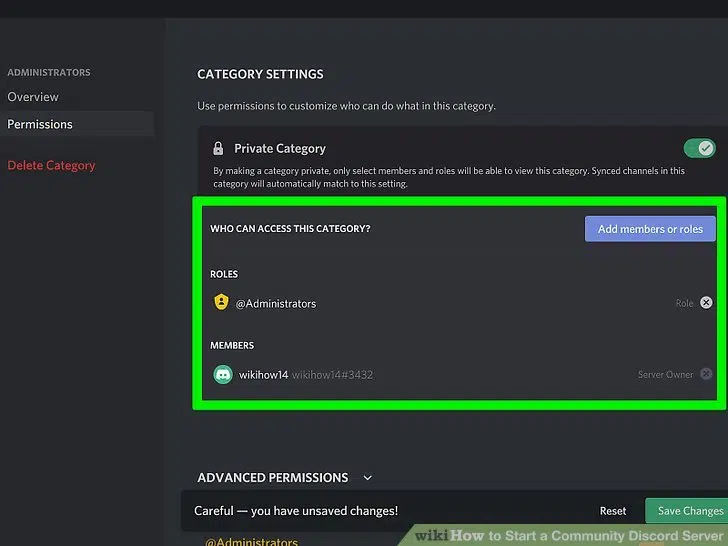 ADMINISTRATORS
Overview
Permissions
Delete Category
CATEGORY SETTINGS
Use permissions to customize who can do what in this category.
Private Category
By making a category private, only select members and roles will be able to view this category. Synced channels in this
category will automatically match to this setting.
WHO CAN ACCESS THIS CATEGORY?
Add members or roles
ROLES
@Administrators
Role
MEMBERS
wikihow14 wikihow14#3432
Server Owner
ADVANCED PERMISSIONS
Careful — you have unsaved changes!
Reset
Save Changes
@Administrators
wikiHow to Start a Community Discord Server